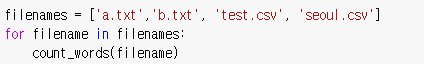 filenames = ['a.txt','b.txt', 'test.csv', 'seoul.csv']
for filename in filenames:
    count_words(filename)